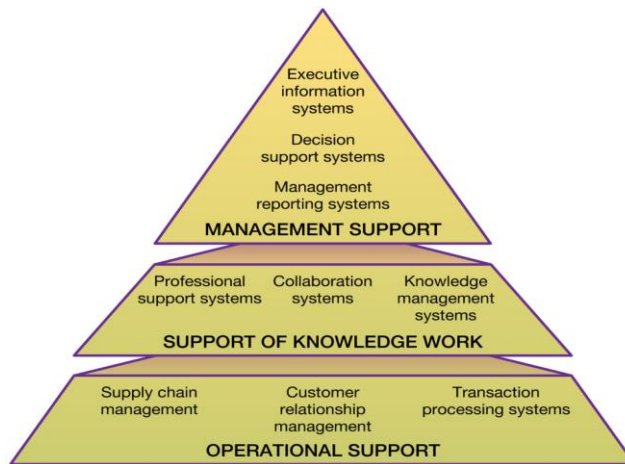 Executive
information
systems
Decision
support systems
Management
reporting systems
MANAGEMENT SUPPORT
Professional
support systems
Collaboration
systems
Knowledge
management
systems
SUPPORT OF KNOWLEDGE WORK
Supply chain
management
Customer
relationship
management
Transaction
processing systems
OPERATIONAL SUPPORT